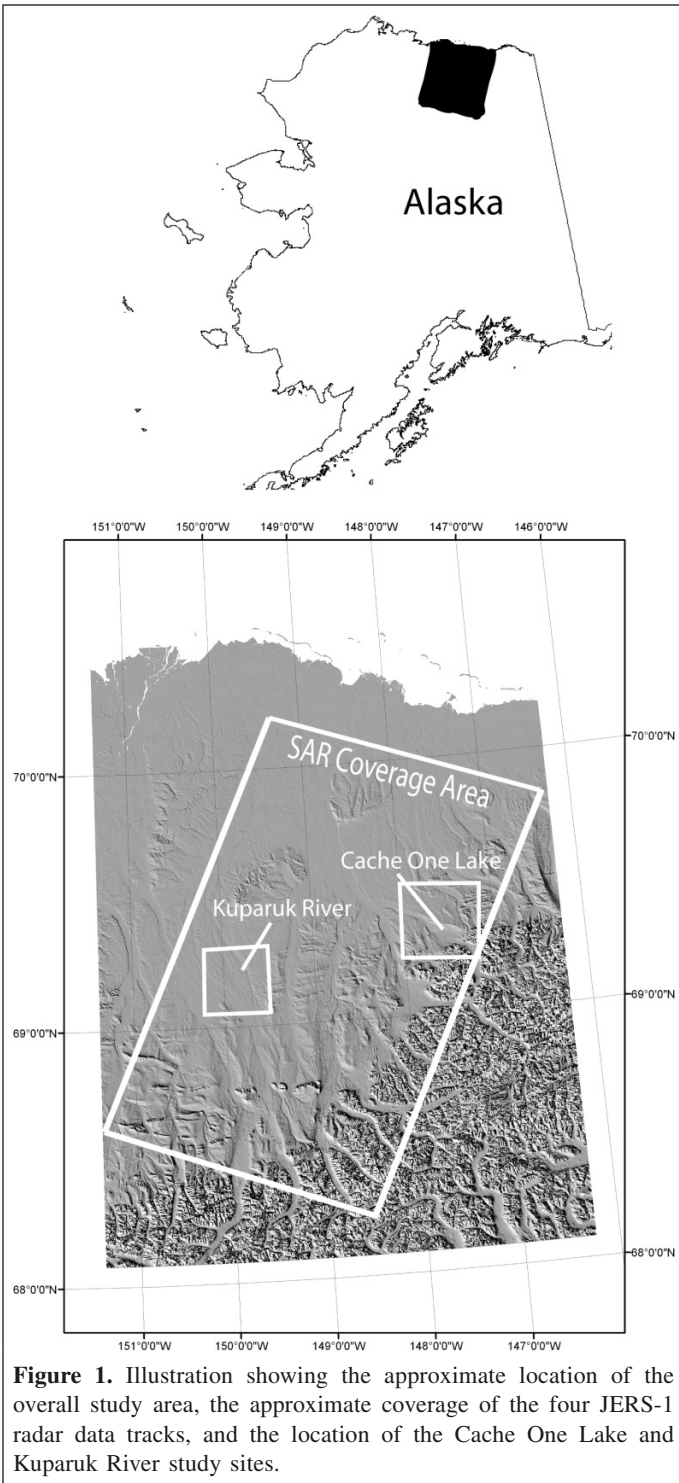 Alaska
151°0'0"W 150°0'0"W 149°0'0"W 148°0'0"W 147°0'0"W 146°0'0"W
SAR Coverage Area
70°0'0"N
70°0'0"N
Cache One Lake
Kuparuk River
69°0'0"N
69°0'0"N
68°0'0"N
68°0'0"N
151°0'0"W 150°0'0"W 149°0'0"W 148°0'0"W 147°0'0"W
Figure 1. Illustration showing the approximate location of the
overall study area, the approximate coverage of the four JERS-1
radar data tracks, and the location of the Cache One Lake and
Kuparuk River study sites.